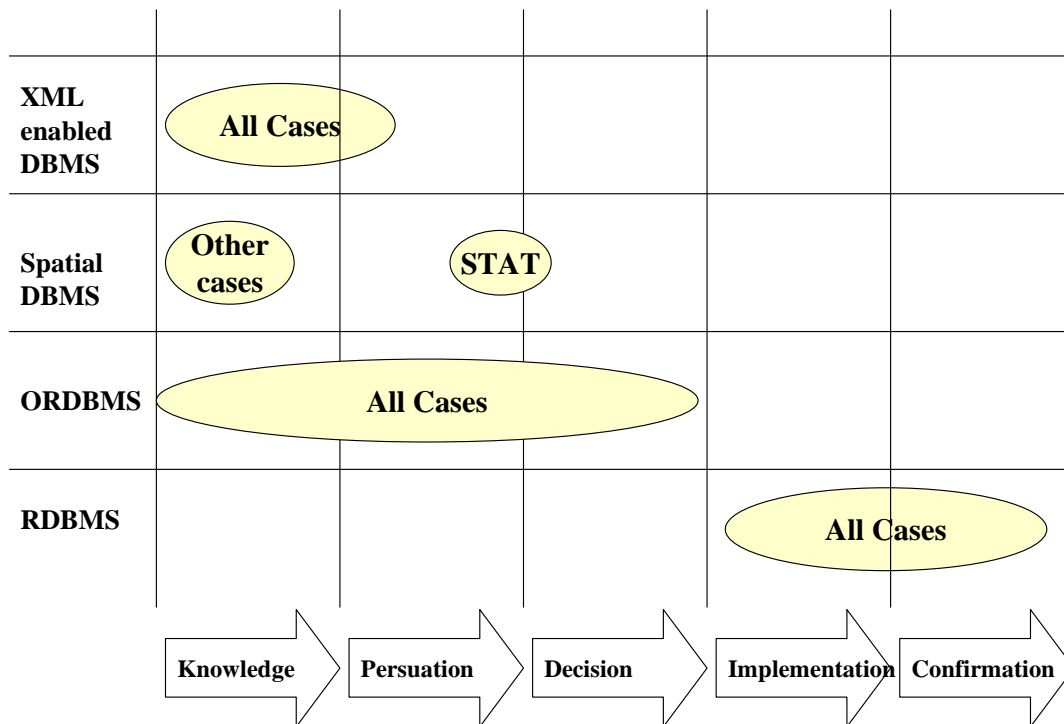 XML
enabled
DBMS
All Cases
Spatial
DBMS
Other
cases
STAT
ORDBMS
All Cases
RDBMS
All Cases
Knowledge
Persuation
Decision
Implementation
Confirmation